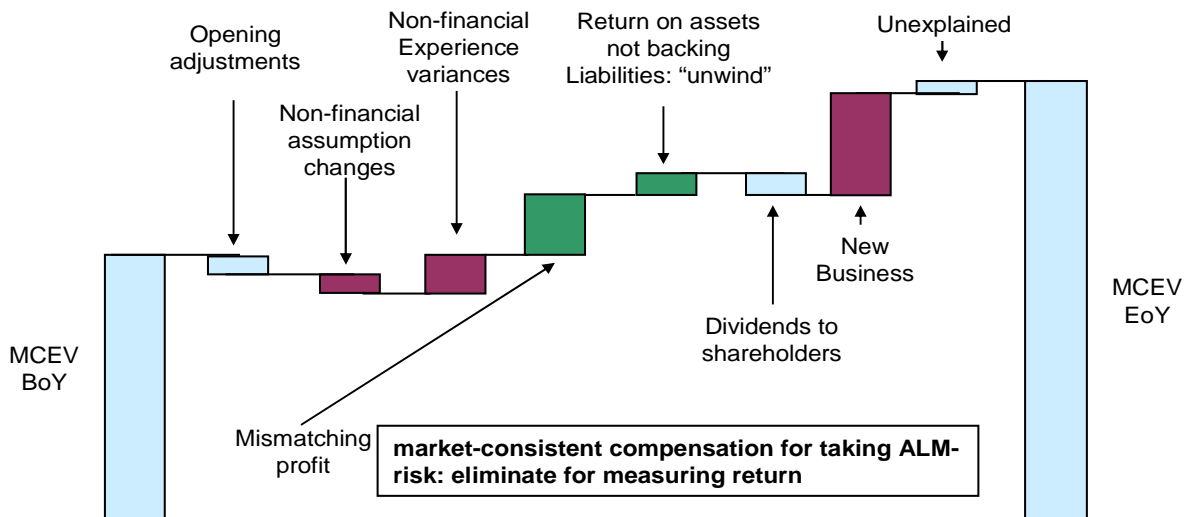 Opening
adjustments
Non-financial
assumption
changes
Non-financial
Experience
variances
Return on assets
not backing
Liabilities: “unwind”
Unexplained
New
Business
Dividends to
shareholders
MCEV
BoY
MCEV
EoY
Mismatching
profit
market-consistent compensation for taking ALM-
risk: eliminate for measuring return